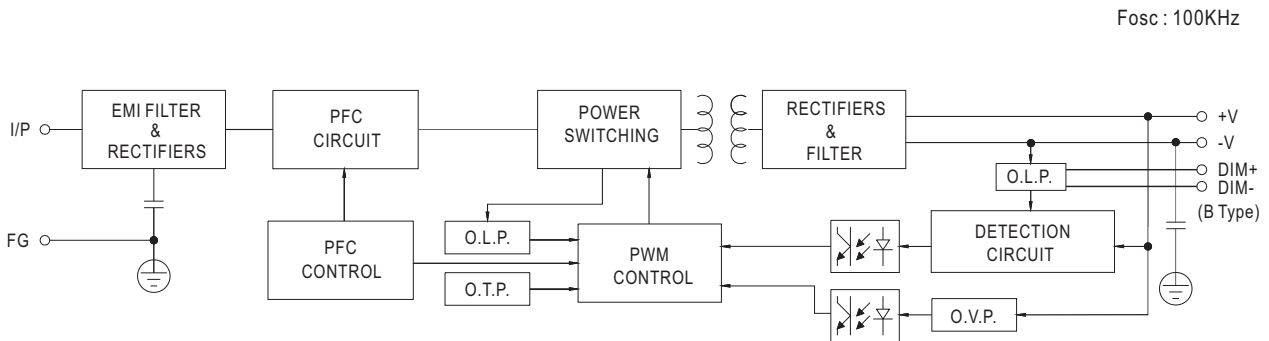 Fosc : 100KHz
I/P
EMI FILTER
&
RECTIFIERS
PFC
CIRCUIT
POWER
SWITCHING
RECTIFIERS
&
FILTER
+V
-V
O.L.P.
DIM+
DIM-
(B Type)
FG
PFC
CONTROL
O.L.P.
O.T.P.
PWM
CONTROL
DETECTION
CIRCUIT
O.V.P.